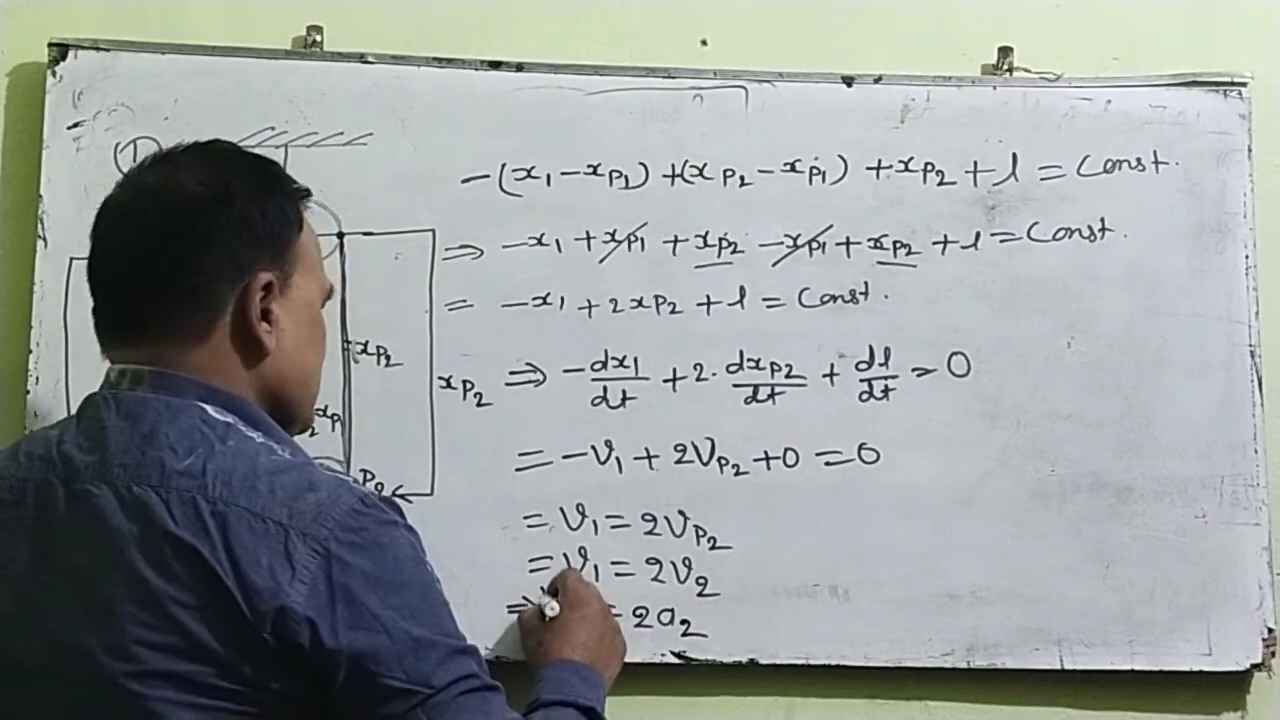 ①
-(x₁-x_P₁)+(x_P₂-x_P₁)+x_P₂+l=Const.
⇒ -x₁+x_P₁+x_P₂-x_P₁+x_P₂+l=Const.
= -x₁+2x_P₂+l=Const.
x_P₂
x_P₂
⇒ -dx₁/dt+2.dx_P₂/dt+dl/dt=0
= -v₁+2v_P₂+0=0
P₂
= v₁=2v_P₂
= v₁=2v₂
2a₂